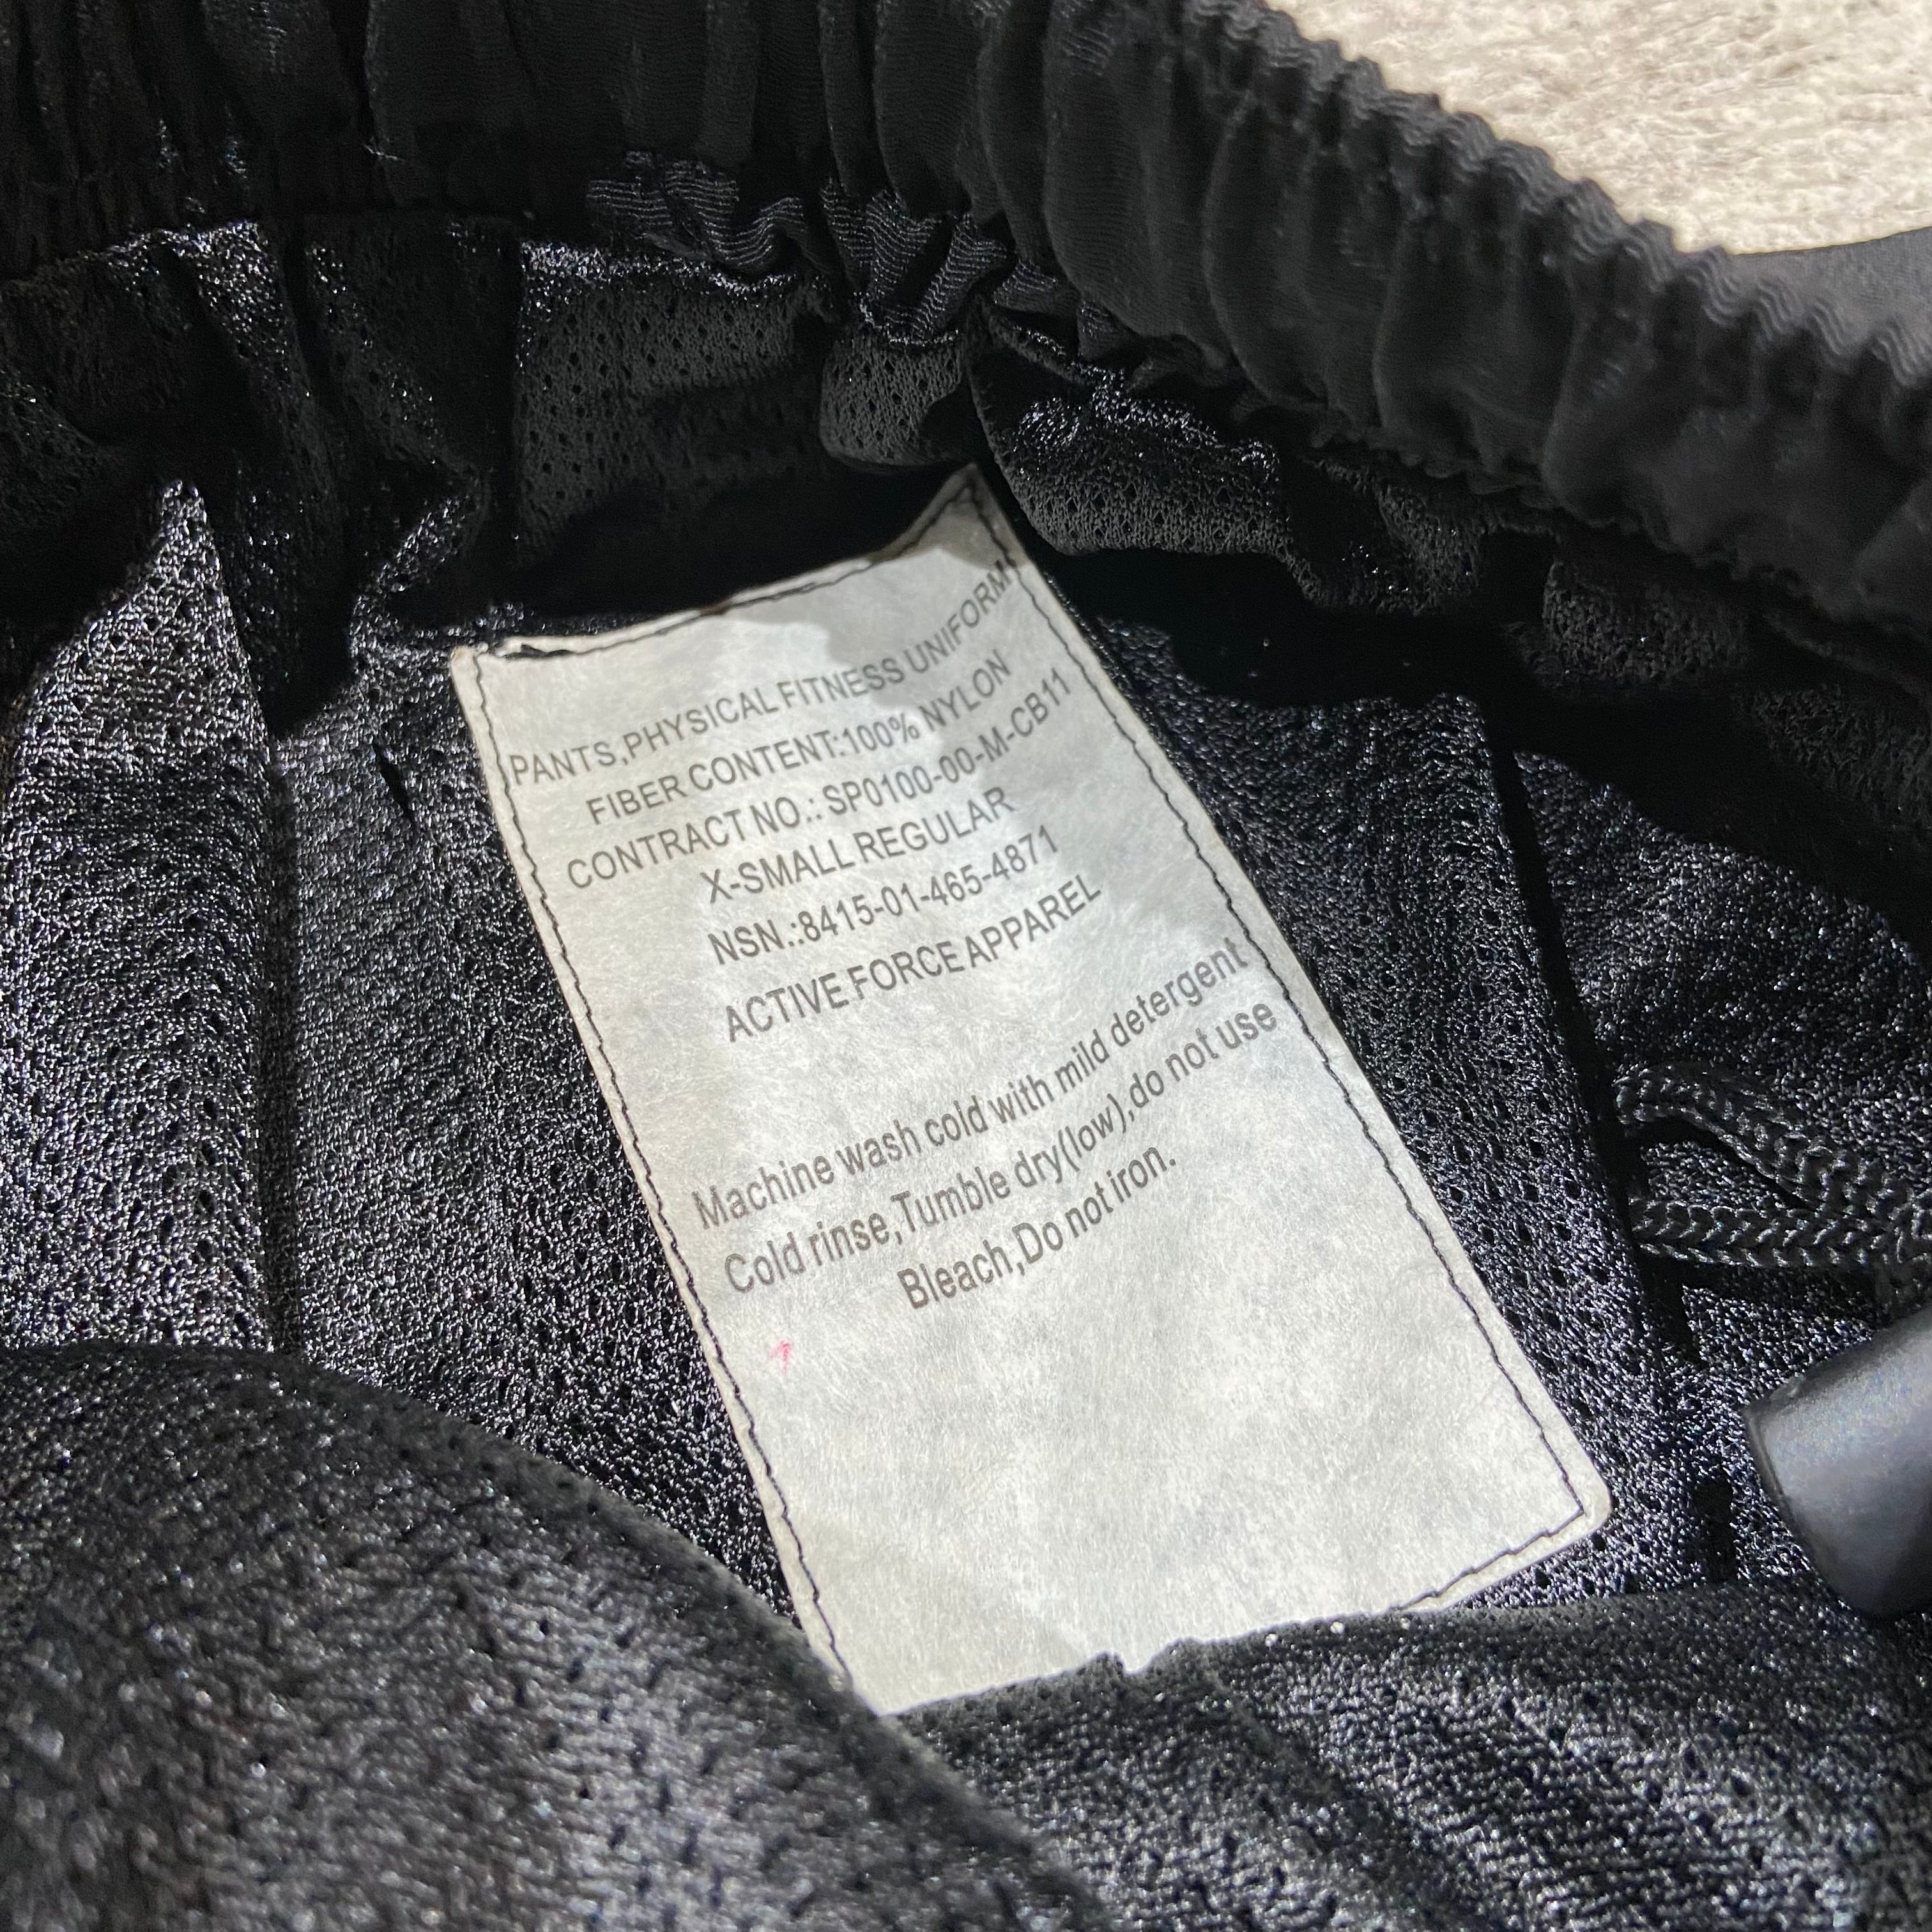 PANTS,PHYSICAL FITNESS UNIFORM
FIBER CONTENT:100% NYLON
CONTRACT NO.: SP0100-00-M-CB11
X-SMALL REGULAR
NSN.:8415-01-465-4871
ACTIVE FORCE APPAREL
Machine wash cold with mild detergent
Cold rinse,Tumble dry(low),do not use
Bleach,Do not iron.